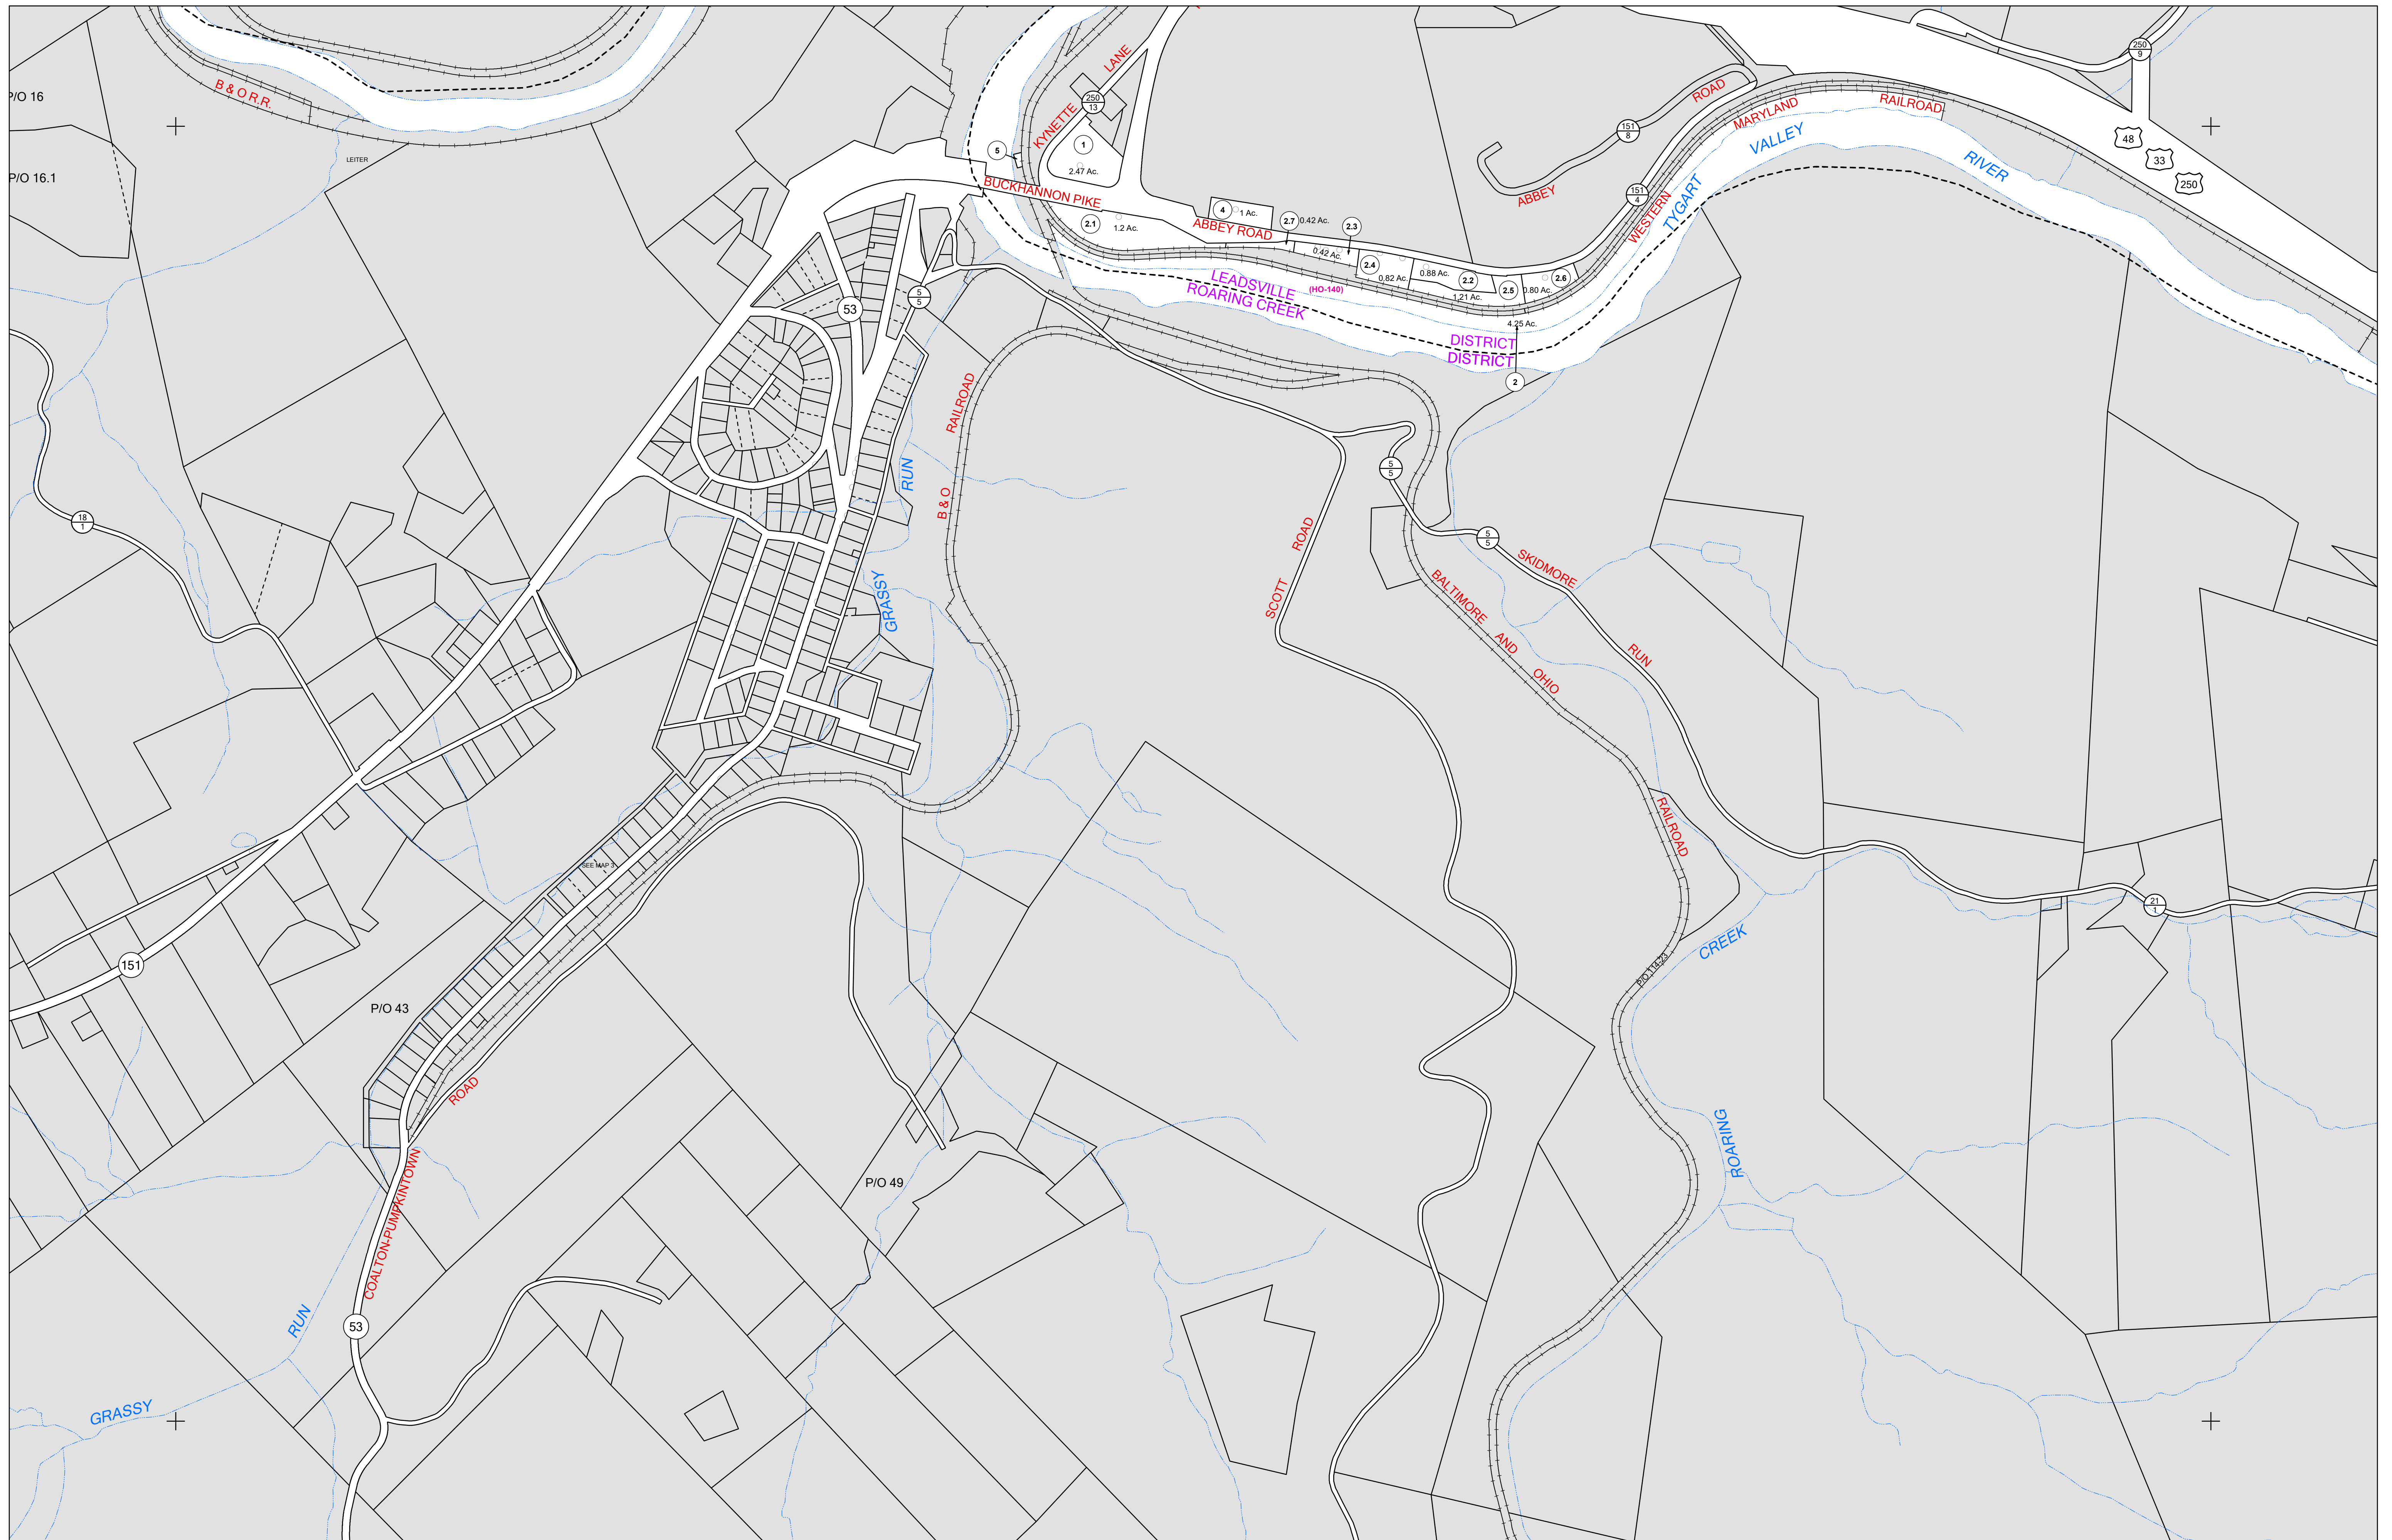 B & O R.R.
P/O 16
P/O 16.1
LEITER
KYNETTE
LANE
250
13
1
2.47 Ac.
5
BUCKHANNON PIKE
2.1
1.2 Ac.
4
1 Ac.
ABBEY ROAD
2.7
0.42 Ac.
2.3
0.42 Ac.
2.4
0.82 Ac.
0.88 Ac.
2.2
1.21 Ac.
2.5
0.80 Ac.
2.6
4.25 Ac.
2
ABBEY
ROAD
151
8
151
4
WESTERN
MARYLAND
RAILROAD
TYGART
VALLEY
RIVER
250
9
48
33
250
LEADSVILLE
ROARING CREEK
(HO-140)
DISTRICT
DISTRICT
53
5
5
RAILROAD
B & O
RUN
GRASSY
18
1
5
5
5
5
SCOTT
ROAD
SKIDMORE
RUN
BALTIMORE
AND
OHIO
RAILROAD
SEE MAP 3
151
P/O 43
21
1
CREEK
P/O 114-23
ROARING
ROAD
COALTON-PUMPKINTOWN
P/O 49
53
RUN
GRASSY